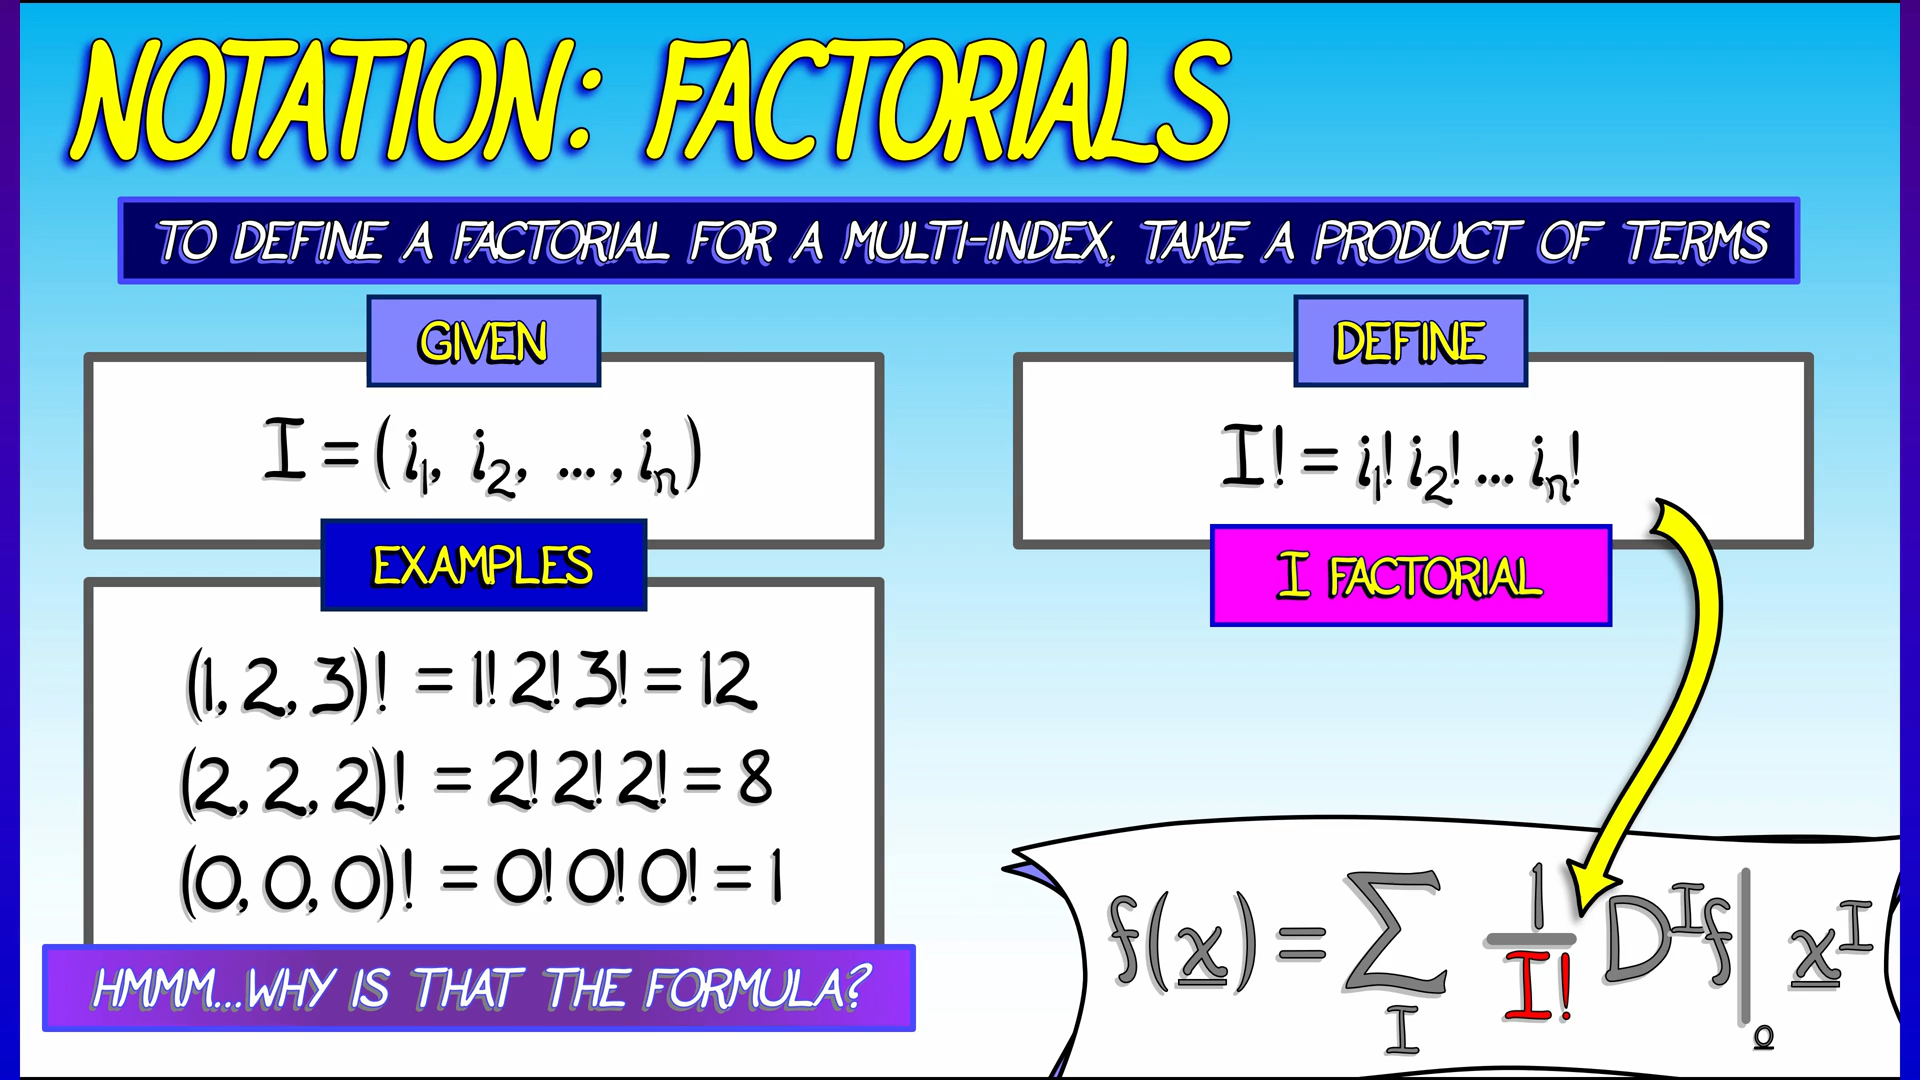 NOTATION: FACTORIALS
TO DEFINE A FACTORIAL FOR A MULTI-INDEX, TAKE A PRODUCT OF TERMS
GIVEN
I = (i₁, i₂, ... , iₙ)
DEFINE
I! = i₁! i₂! ... iₙ!
I FACTORIAL
EXAMPLES
(1, 2, 3)! = 1! 2! 3! = 12
(2, 2, 2)! = 2! 2! 2! = 8
(0, 0, 0)! = 0! 0! 0! = 1
HMMM...WHY IS THAT THE FORMULA?
f(x̲) = Σ_I 1/I! D^I f|_o̲ x̲^I